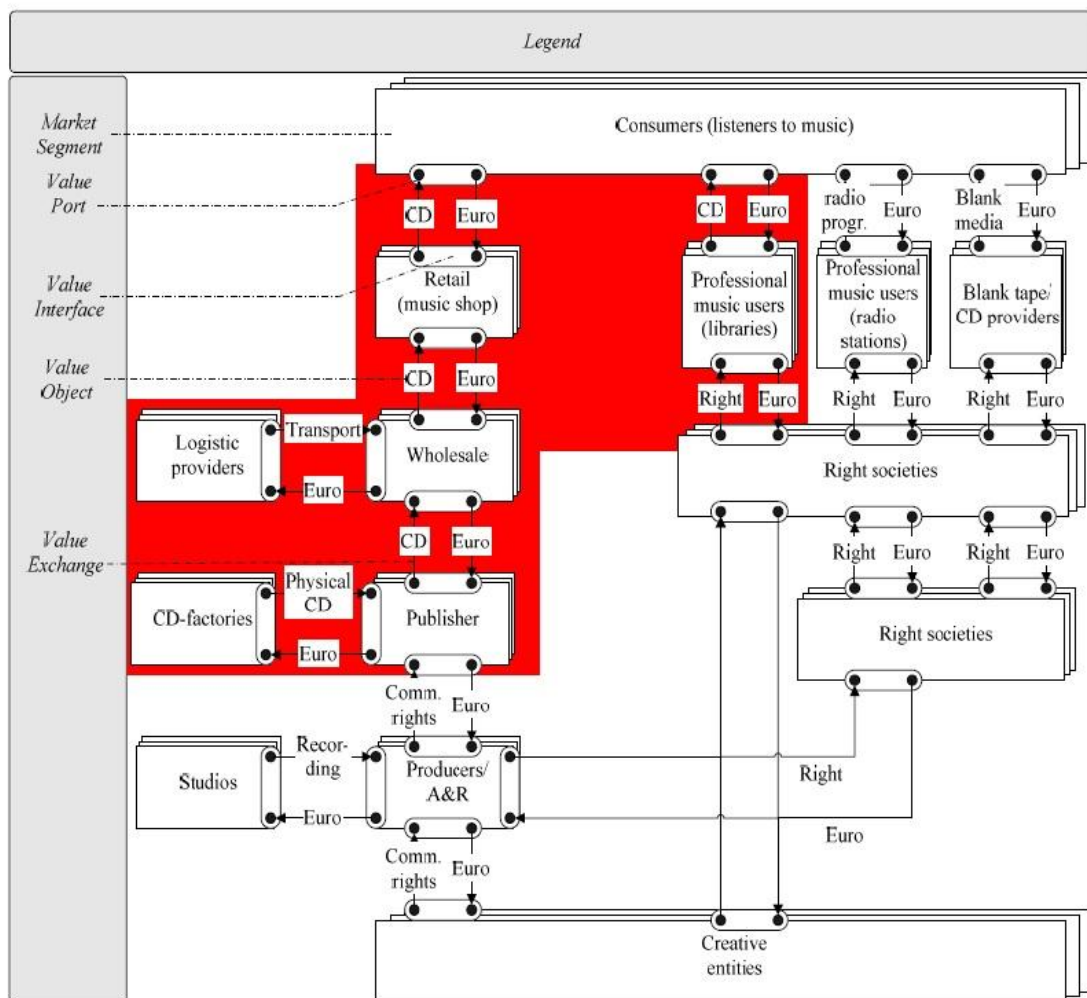 Legend
Market
Segment
Consumers (listeners to music)
Value
Port
CD
Euro
CD
Euro
radio
progr.
Euro
Blank
media
Euro
Value
Interface
Retail
(music shop)
Professional
music users
(libraries)
Professional
music users
(radio
stations)
Blank tape/
CD providers
Value
Object
CD
Euro
Right
Euro
Right
Euro
Right
Euro
Logistic
providers
Transport
Euro
Wholesale
Right societies
Value
Exchange
CD
Euro
Right
Euro
Right
Euro
CD-factories
Physical
CD
Euro
Publisher
Right societies
Comm.
rights
Euro
Studios
Recor-
ding
Euro
Producers/
A&R
Right
Euro
Comm.
rights
Euro
Creative
entities